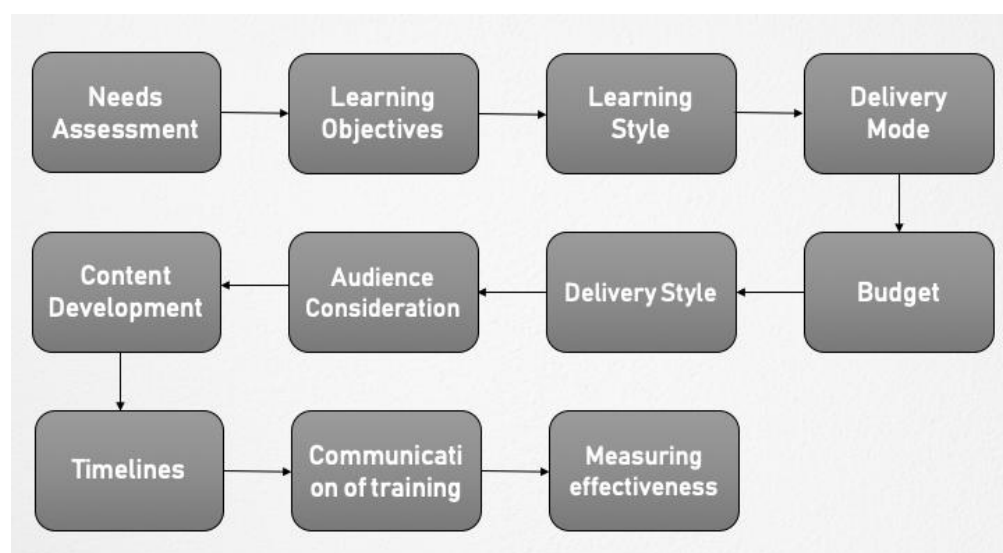 Needs
Assessment
Learning
Objectives
Learning
Style
Delivery
Mode
Content
Development
Audience
Consideration
Delivery Style
Budget
Timelines
Communicati
on of training
Measuring
effectiveness